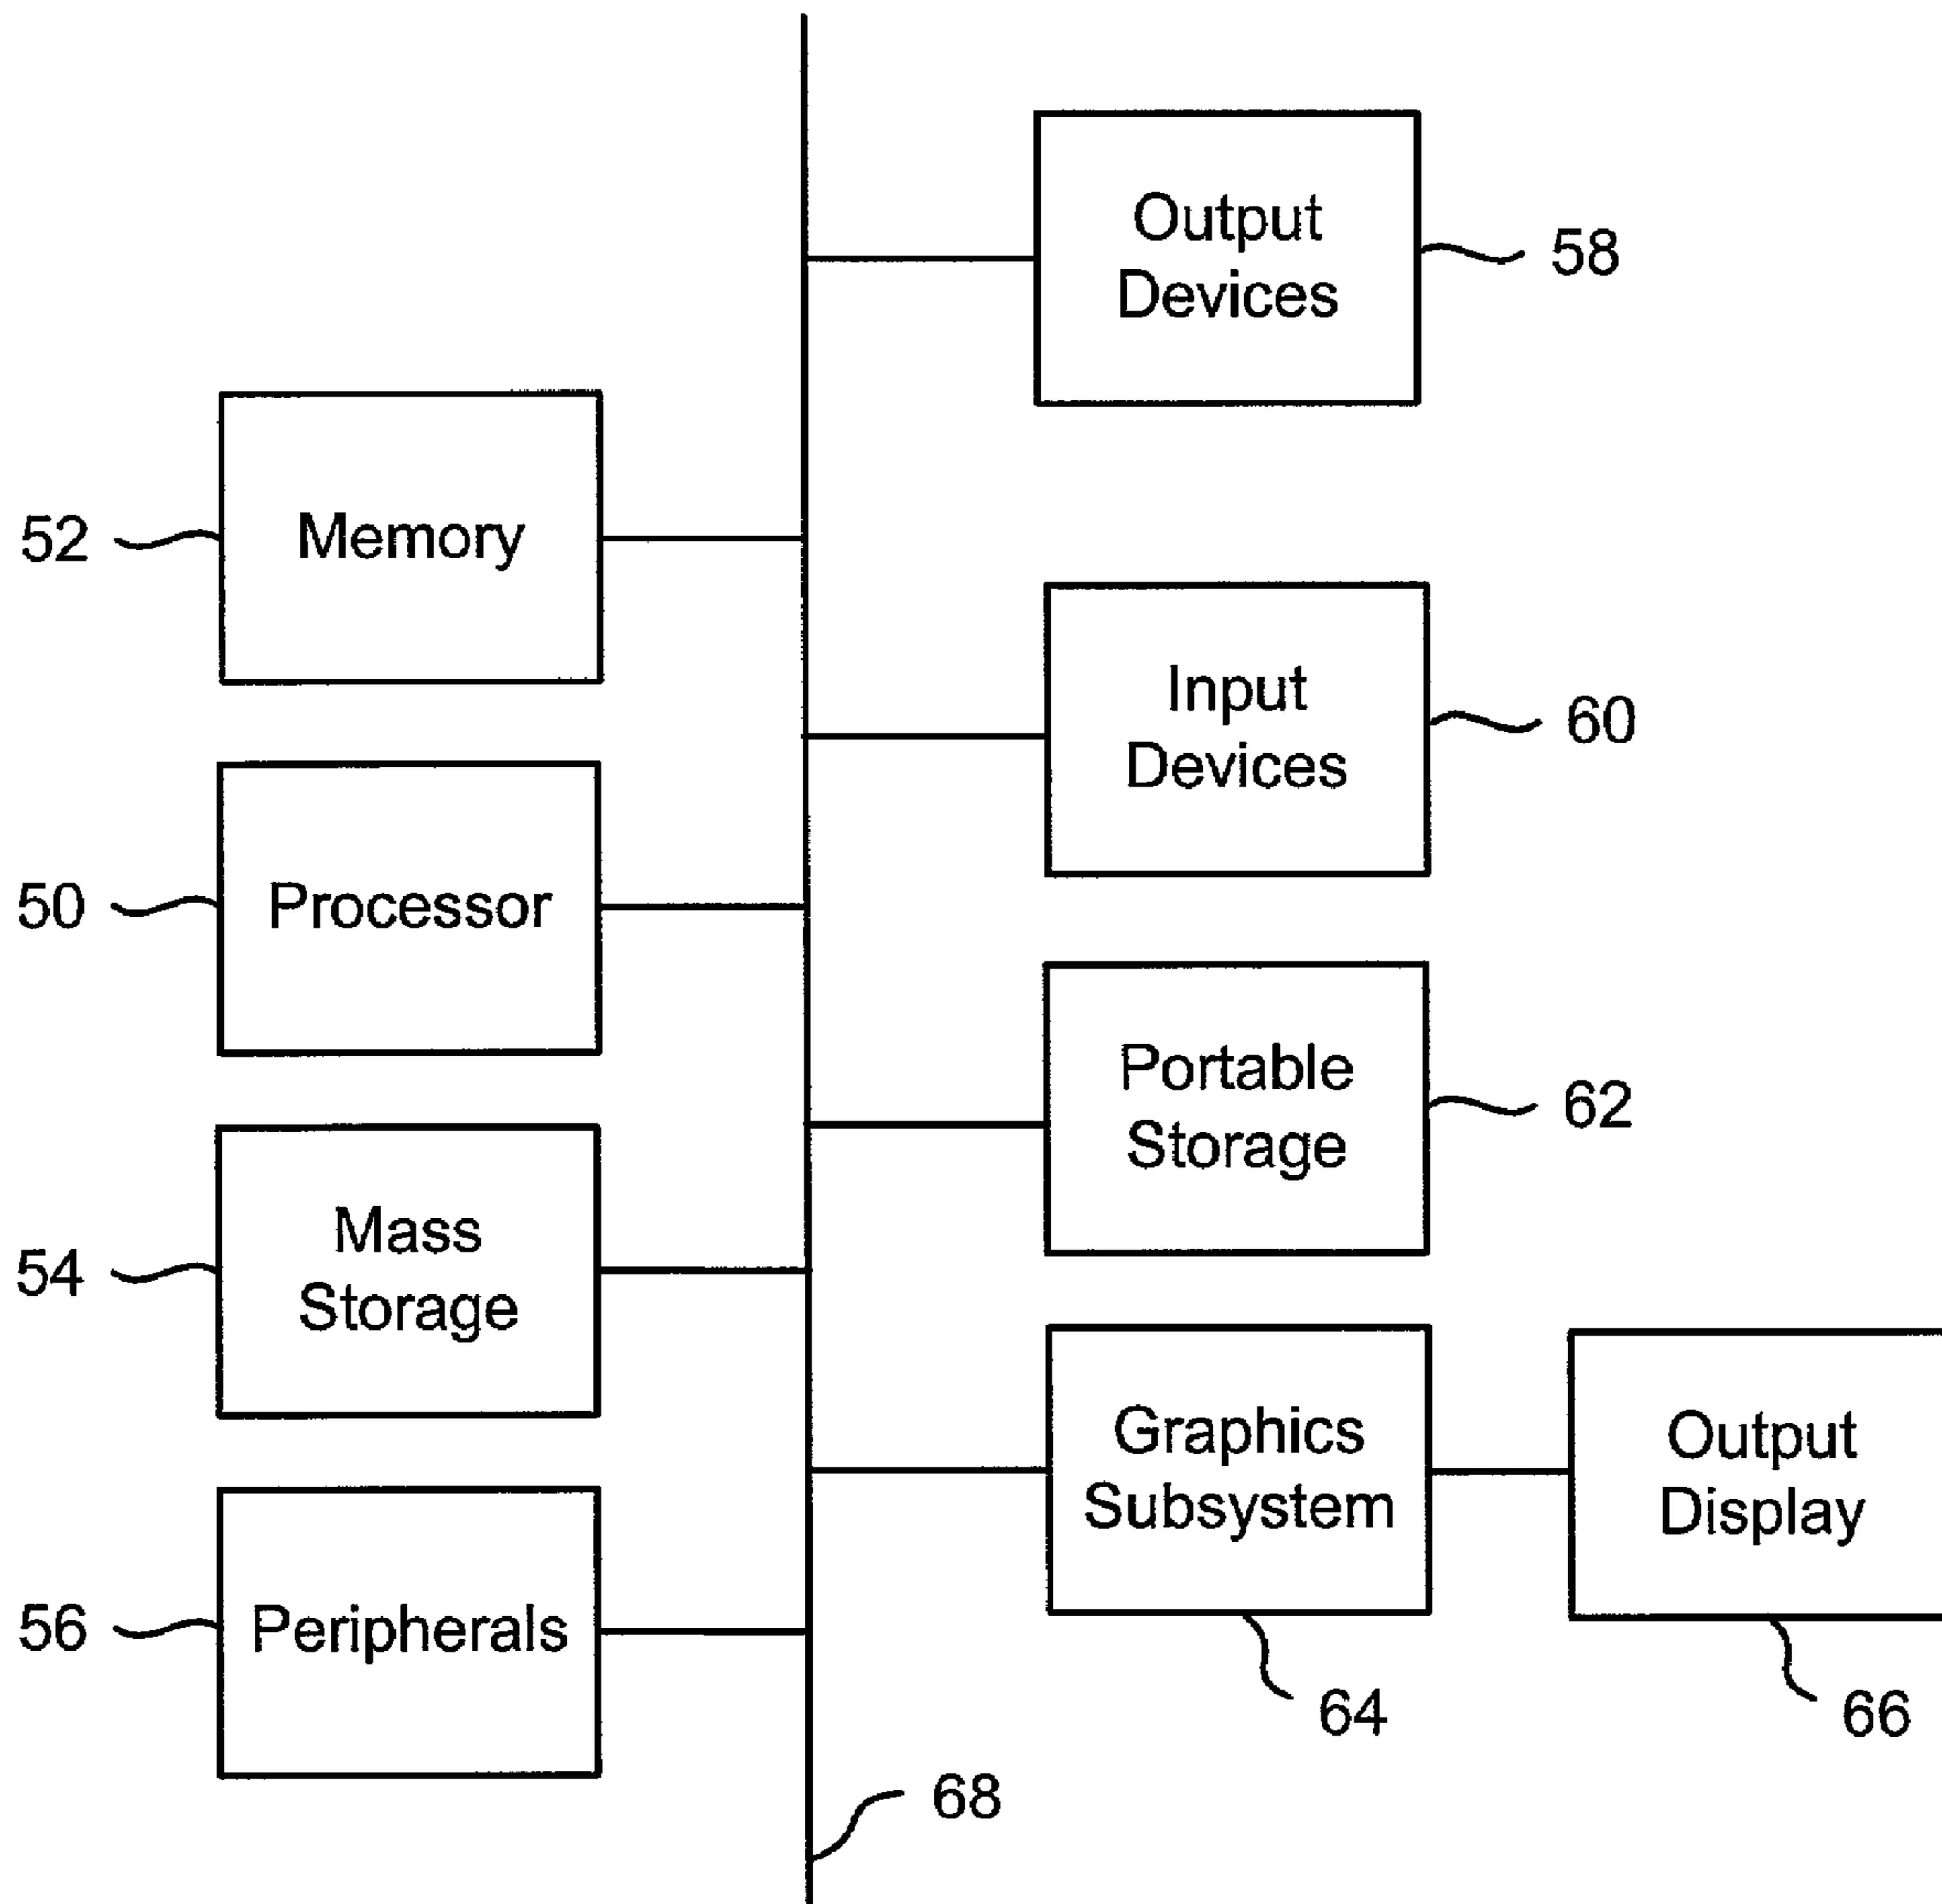 Output
Devices
58
52
Memory
Input
Devices
60
50
Processor
Portable
Storage
62
54
Mass
Storage
Graphics
Subsystem
Output
Display
56
Peripherals
64
66
68